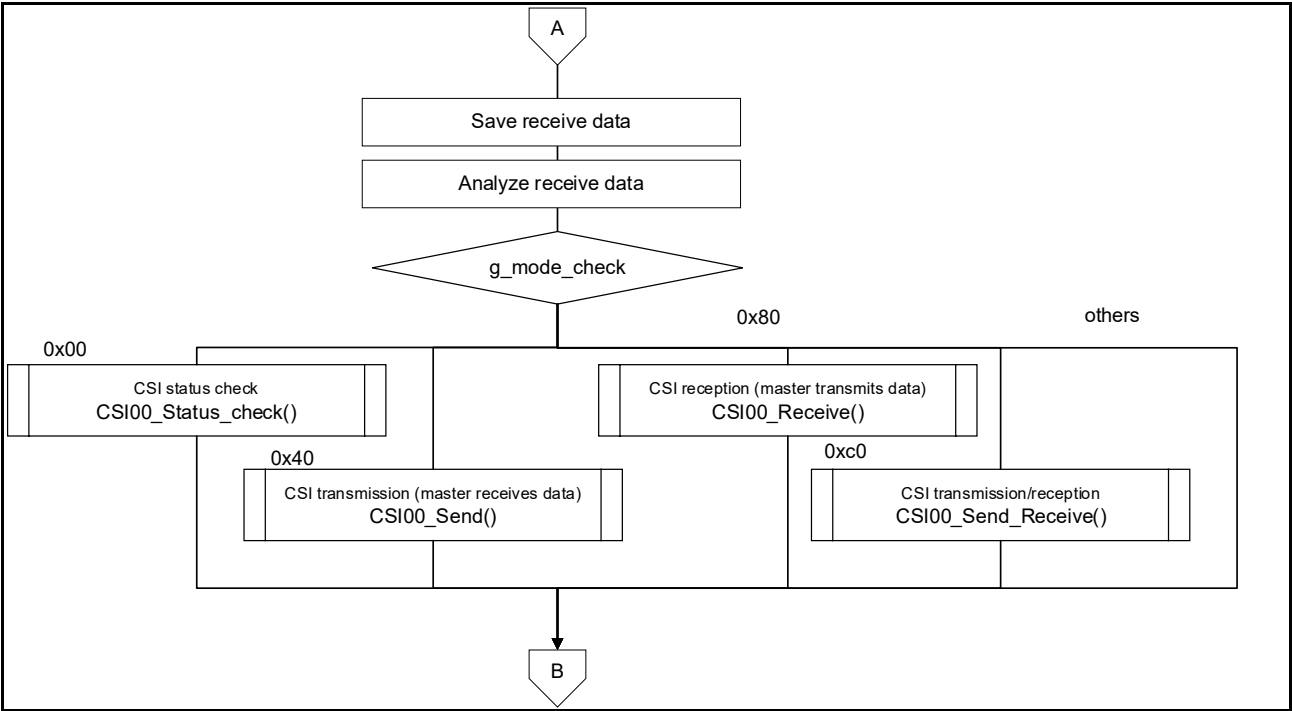 A
Save receive data
Analyze receive data
g_mode_check
0x80
others
0x00
CSI status check
CSI00_Status_check()
CSI reception (master transmits data)
CSI00_Receive()
0x40
0xc0
CSI transmission (master receives data)
CSI00_Send()
CSI transmission/reception
CSI00_Send_Receive()
B